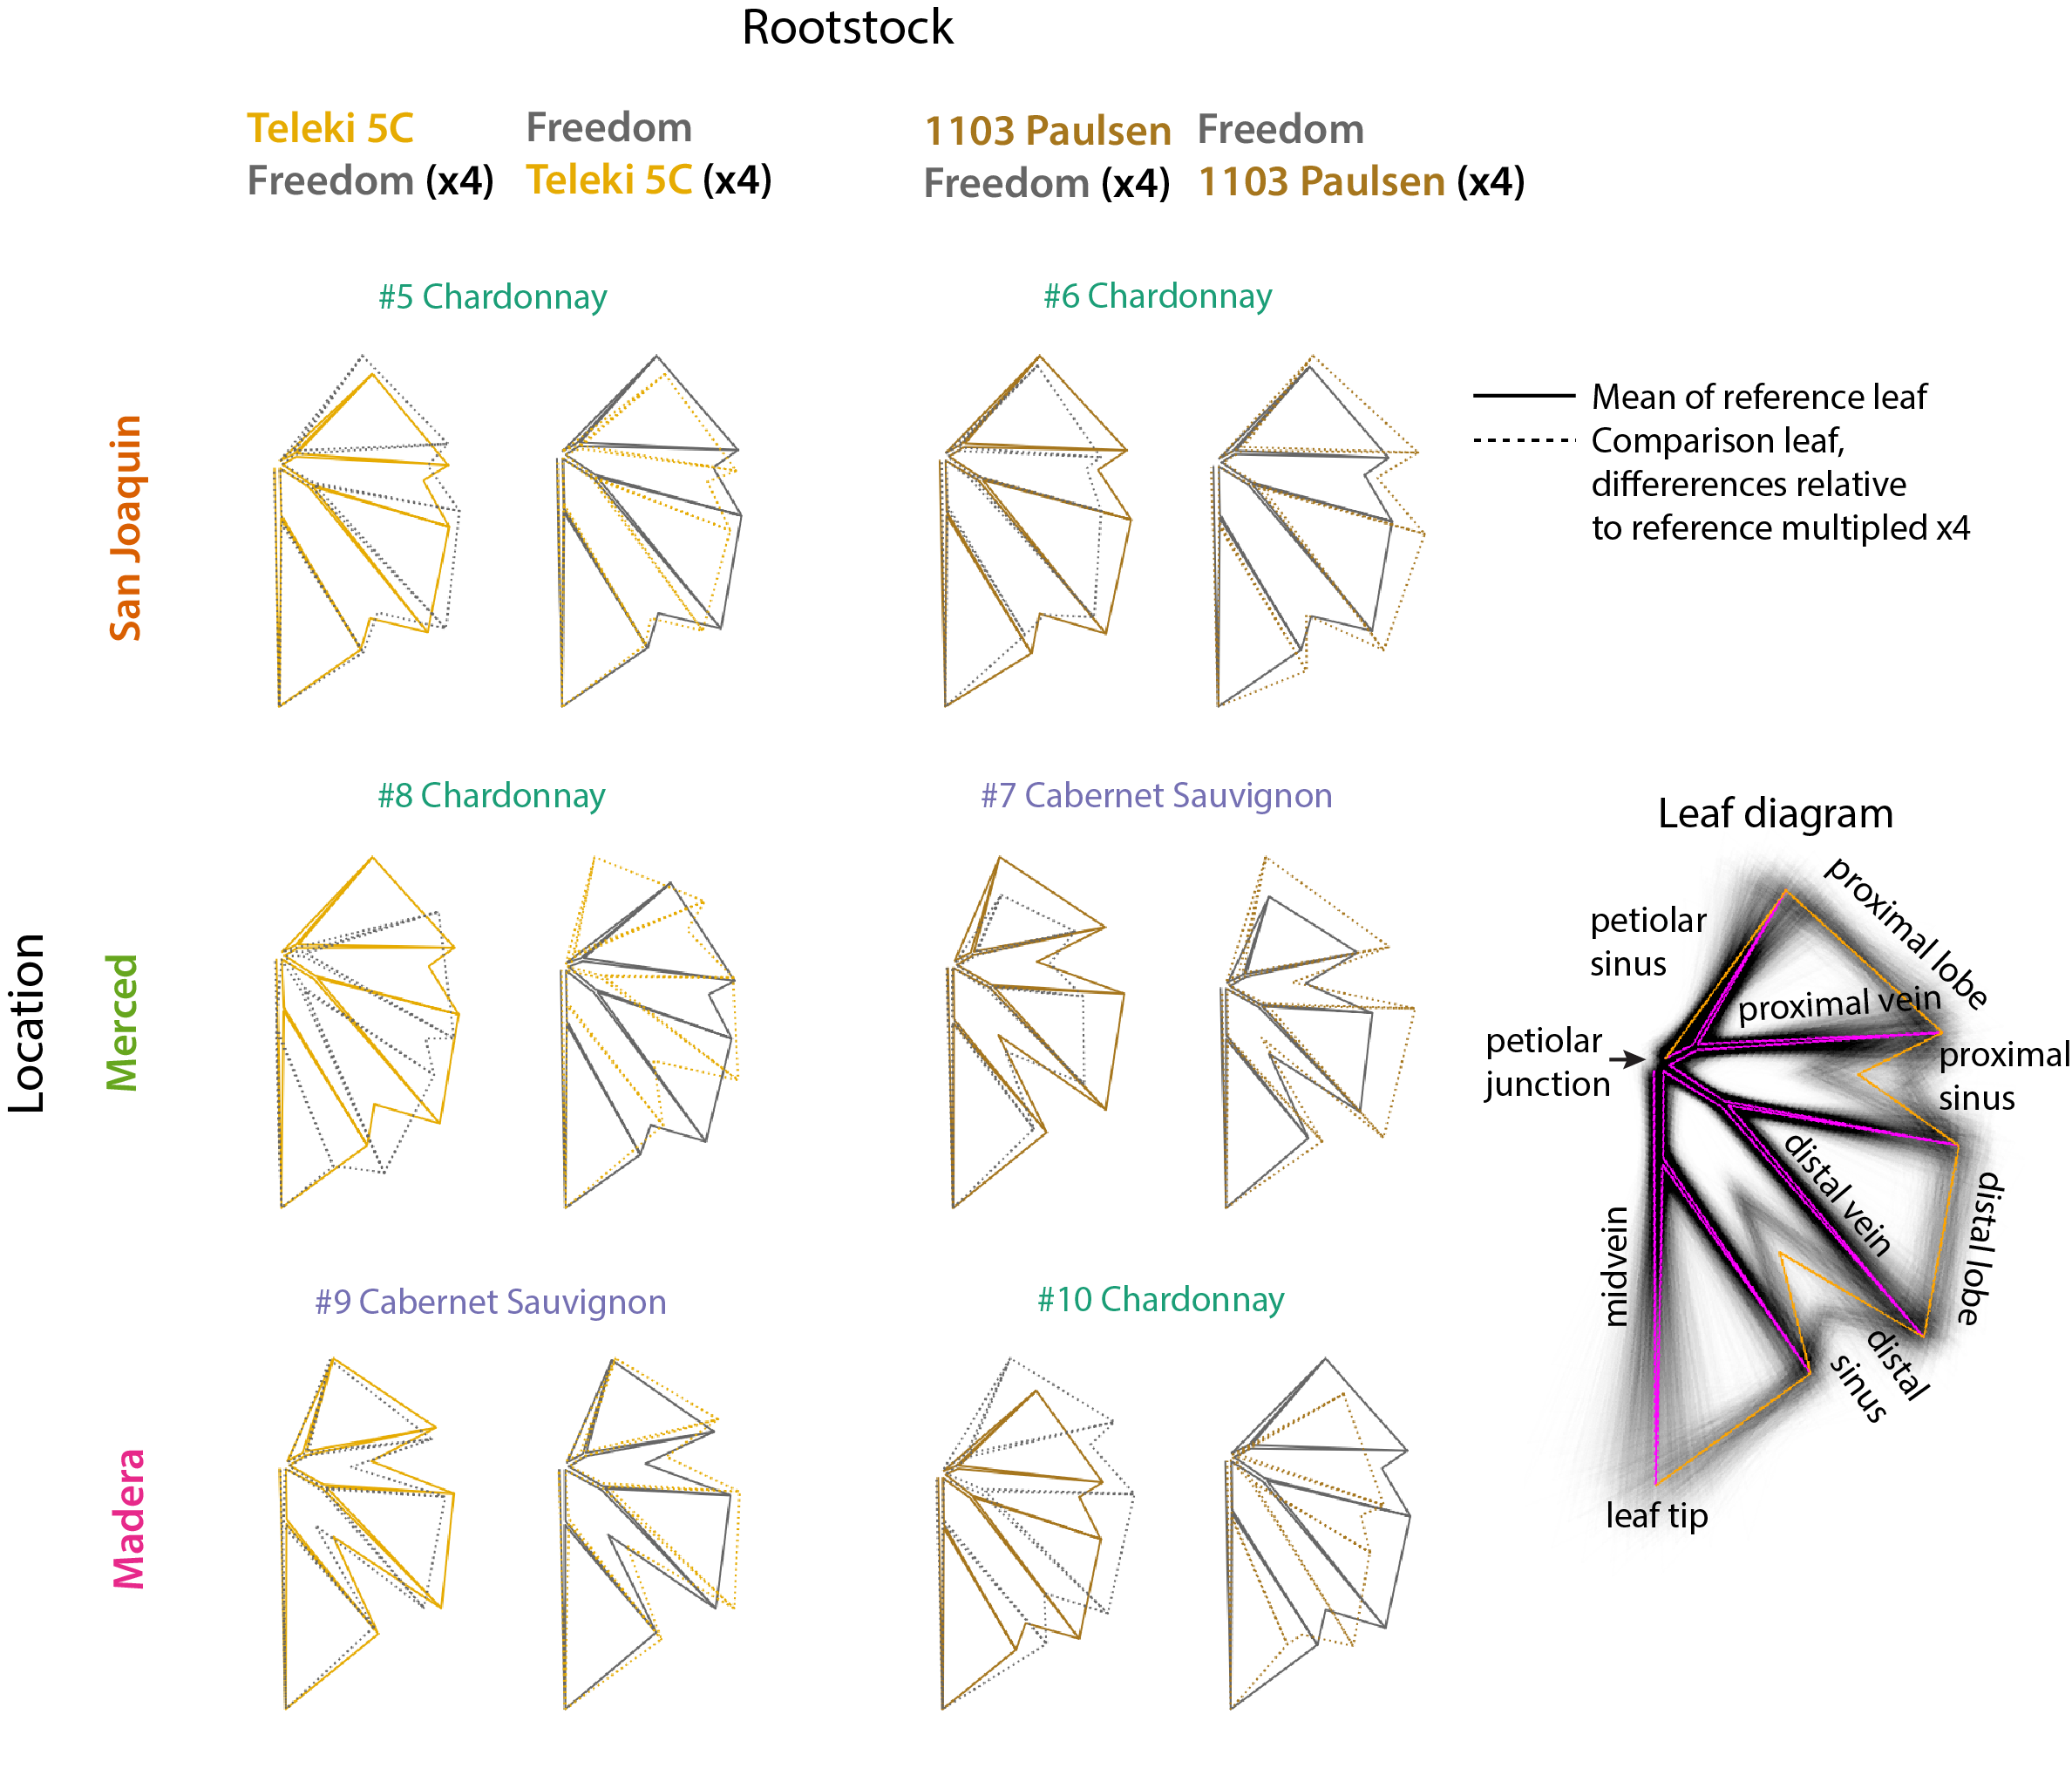 Rootstock
Teleki 5C
Freedom (x4)
Freedom
Teleki 5C (x4)
1103 Paulsen
Freedom (x4)
Freedom
1103 Paulsen (x4)
#5 Chardonnay
#6 Chardonnay
San Joaquin
Mean of reference leaf
Comparison leaf,
differerences relative
to reference multipled x4
#8 Chardonnay
#7 Cabernet Sauvignon
Location
Merced
Leaf diagram
petiolar
sinus
proximal lobe
proximal vein
petiolar
junction
proximal
sinus
distal vein
distal lobe
midvein
distal
sinus
leaf tip
#9 Cabernet Sauvignon
#10 Chardonnay
Madera